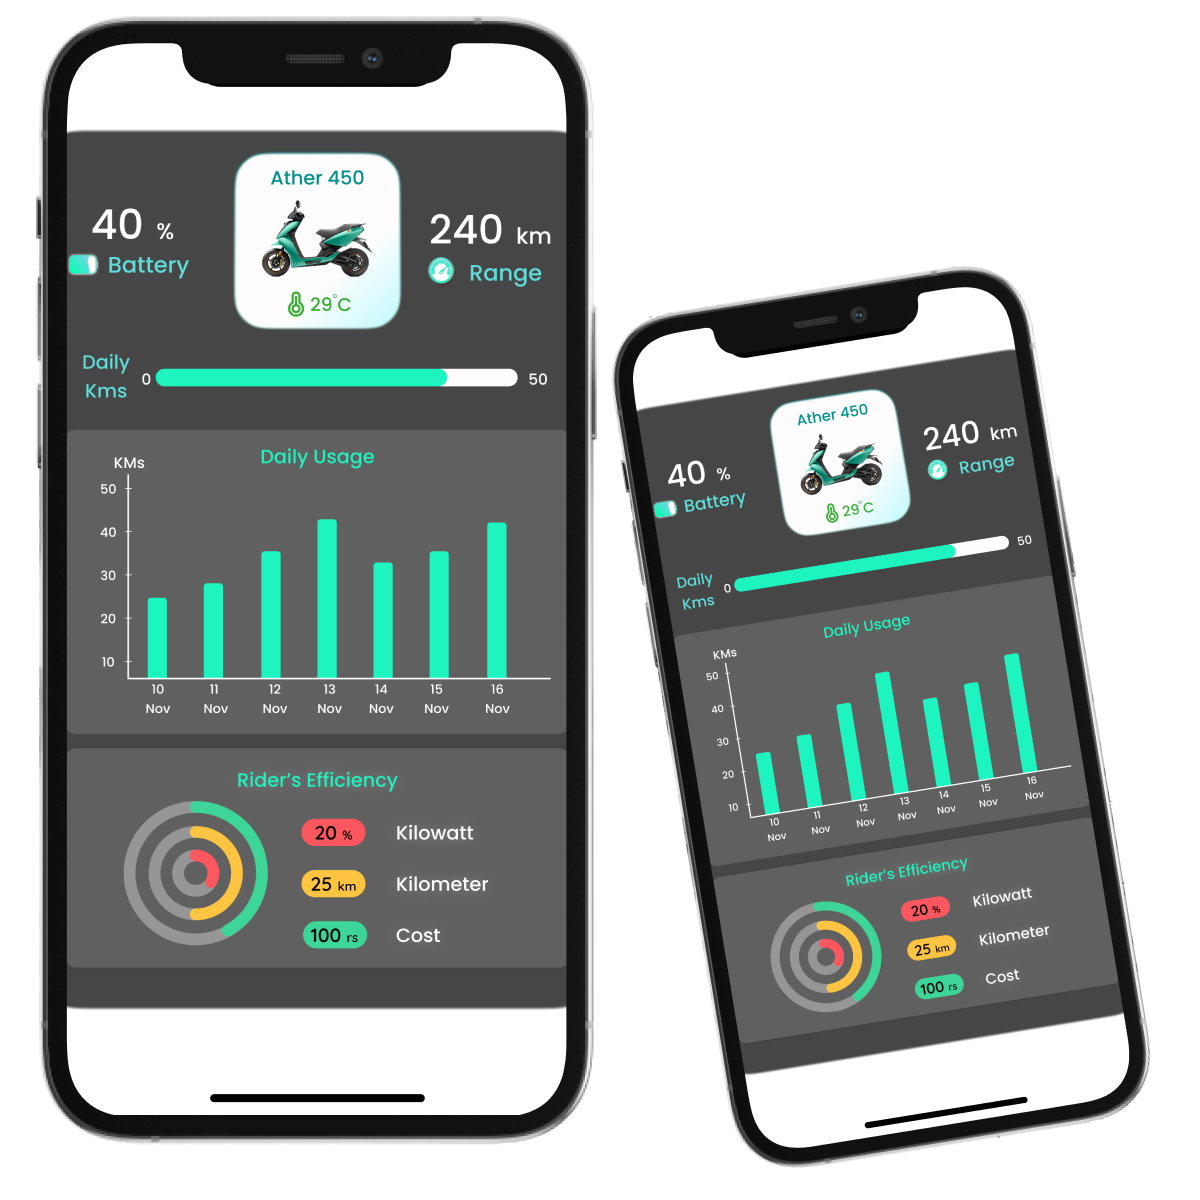 Ather 450
40 %
Battery
240 km
Range
29°C
Daily
Kms
0
50
Daily Usage
KMs
50
40
30
20
10
10 11 12 13 14 15 16
Nov Nov Nov Nov Nov Nov Nov
Rider's Efficiency
20 % Kilowatt
25 km Kilometer
100 rs Cost
Ather 450
40 %
Battery
240 km
Range
29°C
Daily
Kms
0
50
Daily Usage
KMs
50
40
30
20
10
10 11 12 13 14 15 16
Nov Nov Nov Nov Nov Nov Nov
Rider's Efficiency
20 % Kilowatt
25 km Kilometer
100 rs Cost